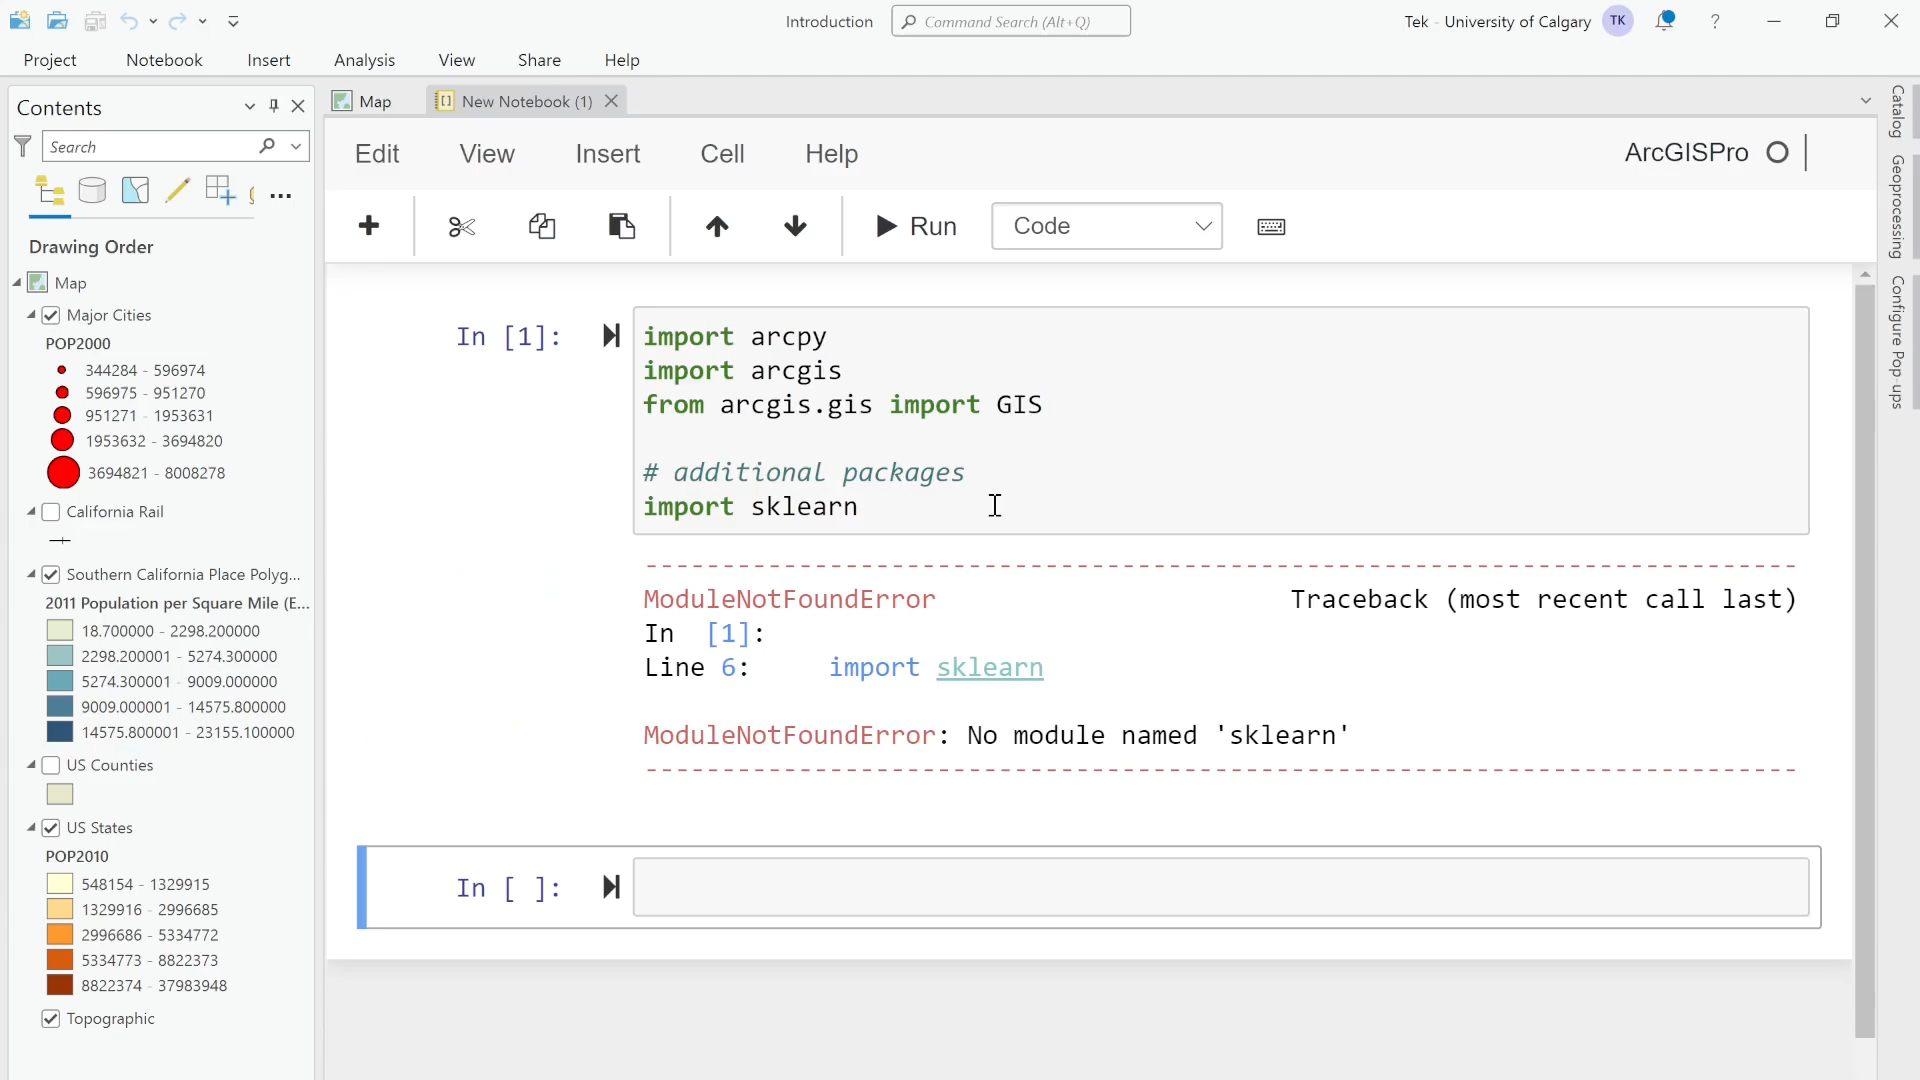 Introduction
Command Search (Alt+Q)
Tek - University of Calgary
TK
?
Project
Notebook
Insert
Analysis
View
Share
Help
Contents
Search
Drawing Order
Map
Major Cities
POP2000
344284 - 596974
596975 - 951270
951271 - 1953631
1953632 - 3694820
3694821 - 8008278
California Rail
Southern California Place Polyg...
2011 Population per Square Mile (E...
18.700000 - 2298.200000
2298.200001 - 5274.300000
5274.300001 - 9009.000000
9009.000001 - 14575.800000
14575.800001 - 23155.100000
US Counties
US States
POP2010
548154 - 1329915
1329916 - 2996685
2996686 - 5334772
5334773 - 8822373
8822374 - 37983948
Topographic
Map
New Notebook (1)
Edit
View
Insert
Cell
Help
ArcGISPro
Run
Code
In [1]:
import arcpy
import arcgis
from arcgis.gis import GIS
# additional packages
import sklearn
---------------------------------------------------------------------------
ModuleNotFoundError Traceback (most recent call last)
In [1]:
Line 6: import sklearn
ModuleNotFoundError: No module named 'sklearn'
---------------------------------------------------------------------------
In [ ]:
Catalog
Geoprocessing
Configure Pop-ups